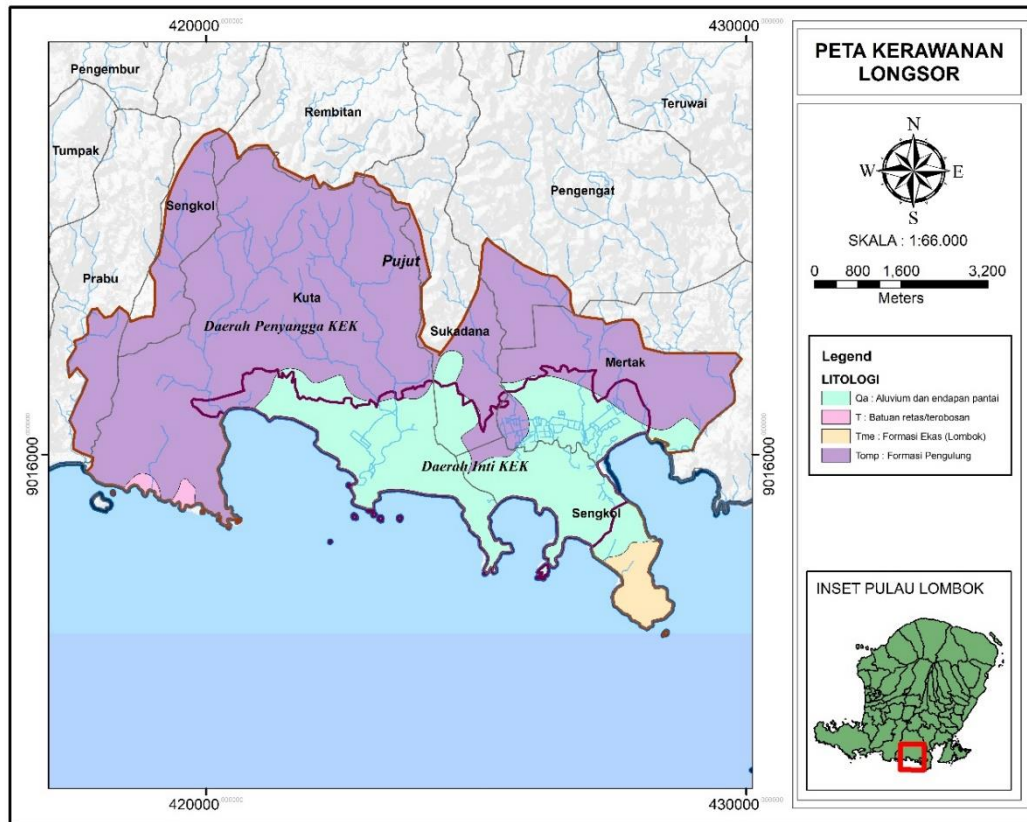 420000
430000
Pengembur
Rembitan
Teruwai
Tumpak
Sengkol
Pengengat
Prabu
Pujut
Kuta
Daerah Penyangga KEK
Sukadana
Mertak
Daerah Inti KEK
Sengkol
9016000
9016000
420000
430000
PETA KERAWANAN
LONGSOR
N
W
E
S
SKALA : 1:66.000
0 800 1,600 3,200
Meters
Legend
LITOLOGI
Qa : Aluvium dan endapan pantai
T : Batuan retas/terobosan
Tme : Formasi Ekas (Lombok)
Tomp : Formasi Pengulung
INSET PULAU LOMBOK